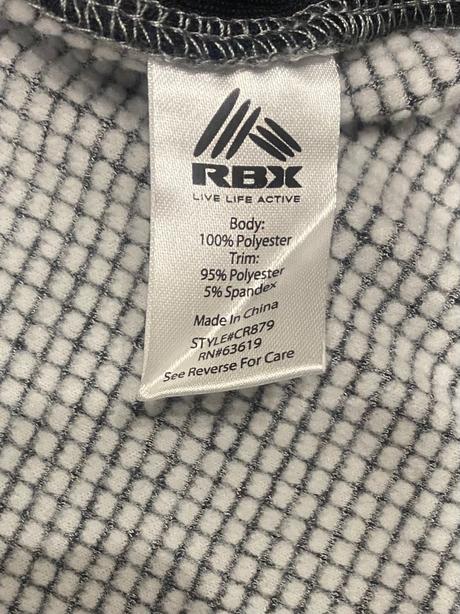 RBX
LIVE LIFE ACTIVE
Body:
100% Polyester
Trim:
95% Polyester
5% Spandex
Made In China
STYLE#CR879
RN#63619
See Reverse For Care